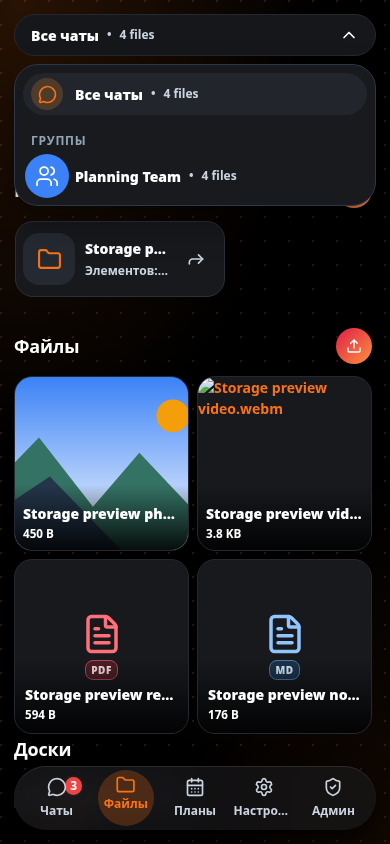 Все чаты • 4 files
Все чаты • 4 files
ГРУППЫ
Planning Team • 4 files
Storage p...
Элементов:...
Файлы
Storage preview
video.webm
Storage preview ph...
450 B
Storage preview vid...
3.8 KB
PDF
MD
Storage preview re...
594 B
Storage preview no...
176 B
Доски
3
Чаты
Файлы
Планы
Настро...
Админ